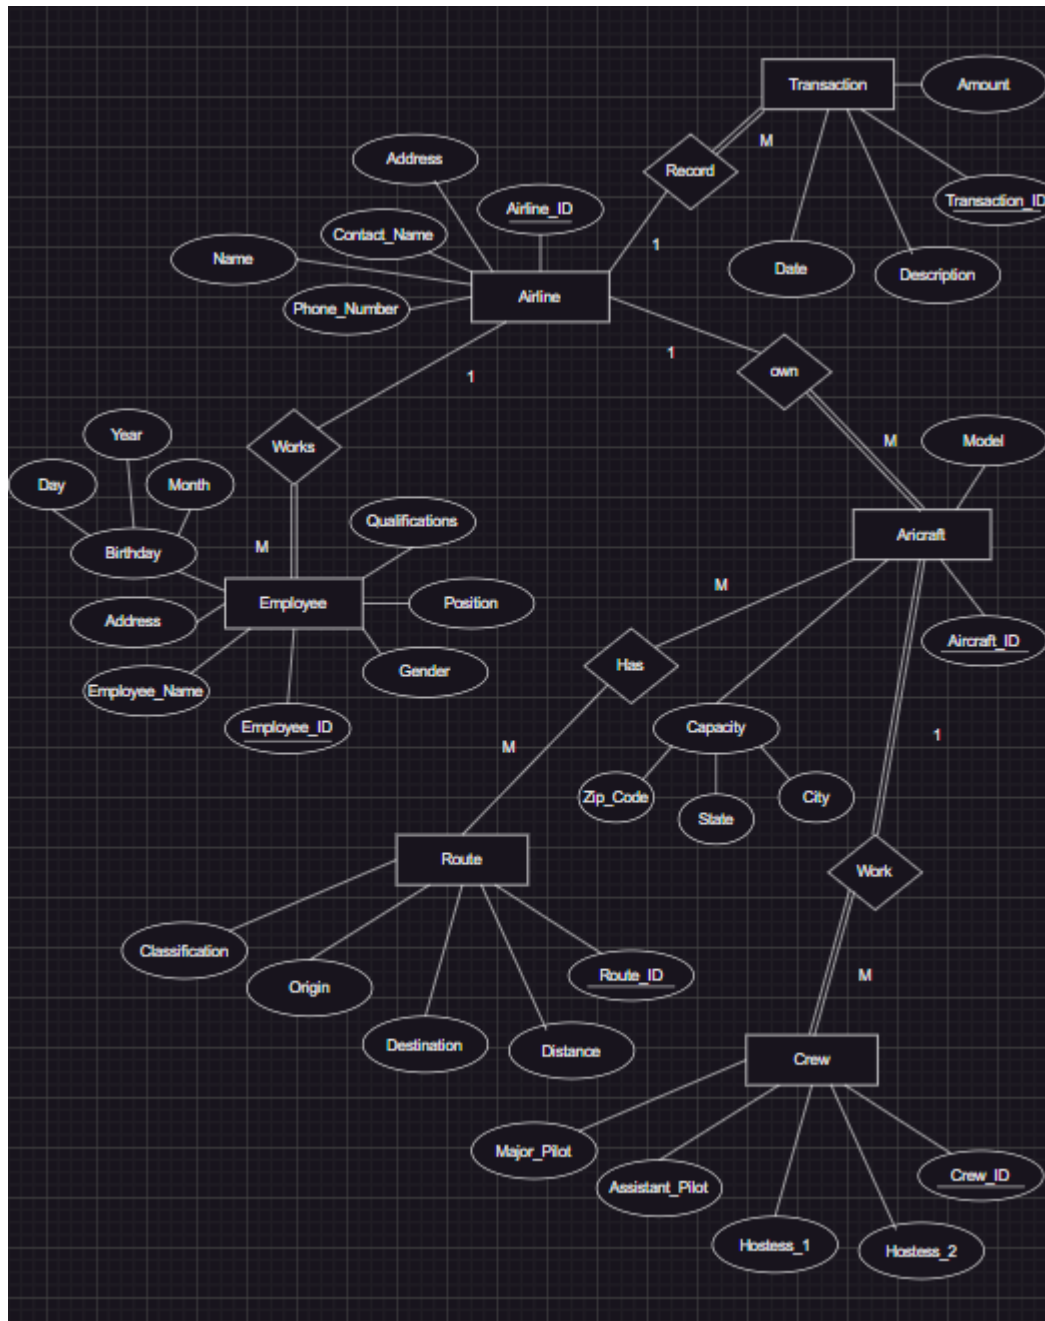 Transaction
Amount
Address
Record
M
Airline_ID
Transaction_ID
Contact_Name
1
Name
Date
Description
Airline
Phone_Number
1
1
own
Year
Works
M
Model
Day
Month
Qualifications
Aricraft
Birthday
M
M
Employee
Position
Address
Aircraft_ID
Has
Gender
Employee_Name
Employee_ID
Capacity
1
M
Zip_Code
City
State
Route
Work
Classification
Route_ID
M
Origin
Destination
Distance
Crew
Major_Pilot
Crew_ID
Assistant_Pilot
Hostess_1
Hostess_2